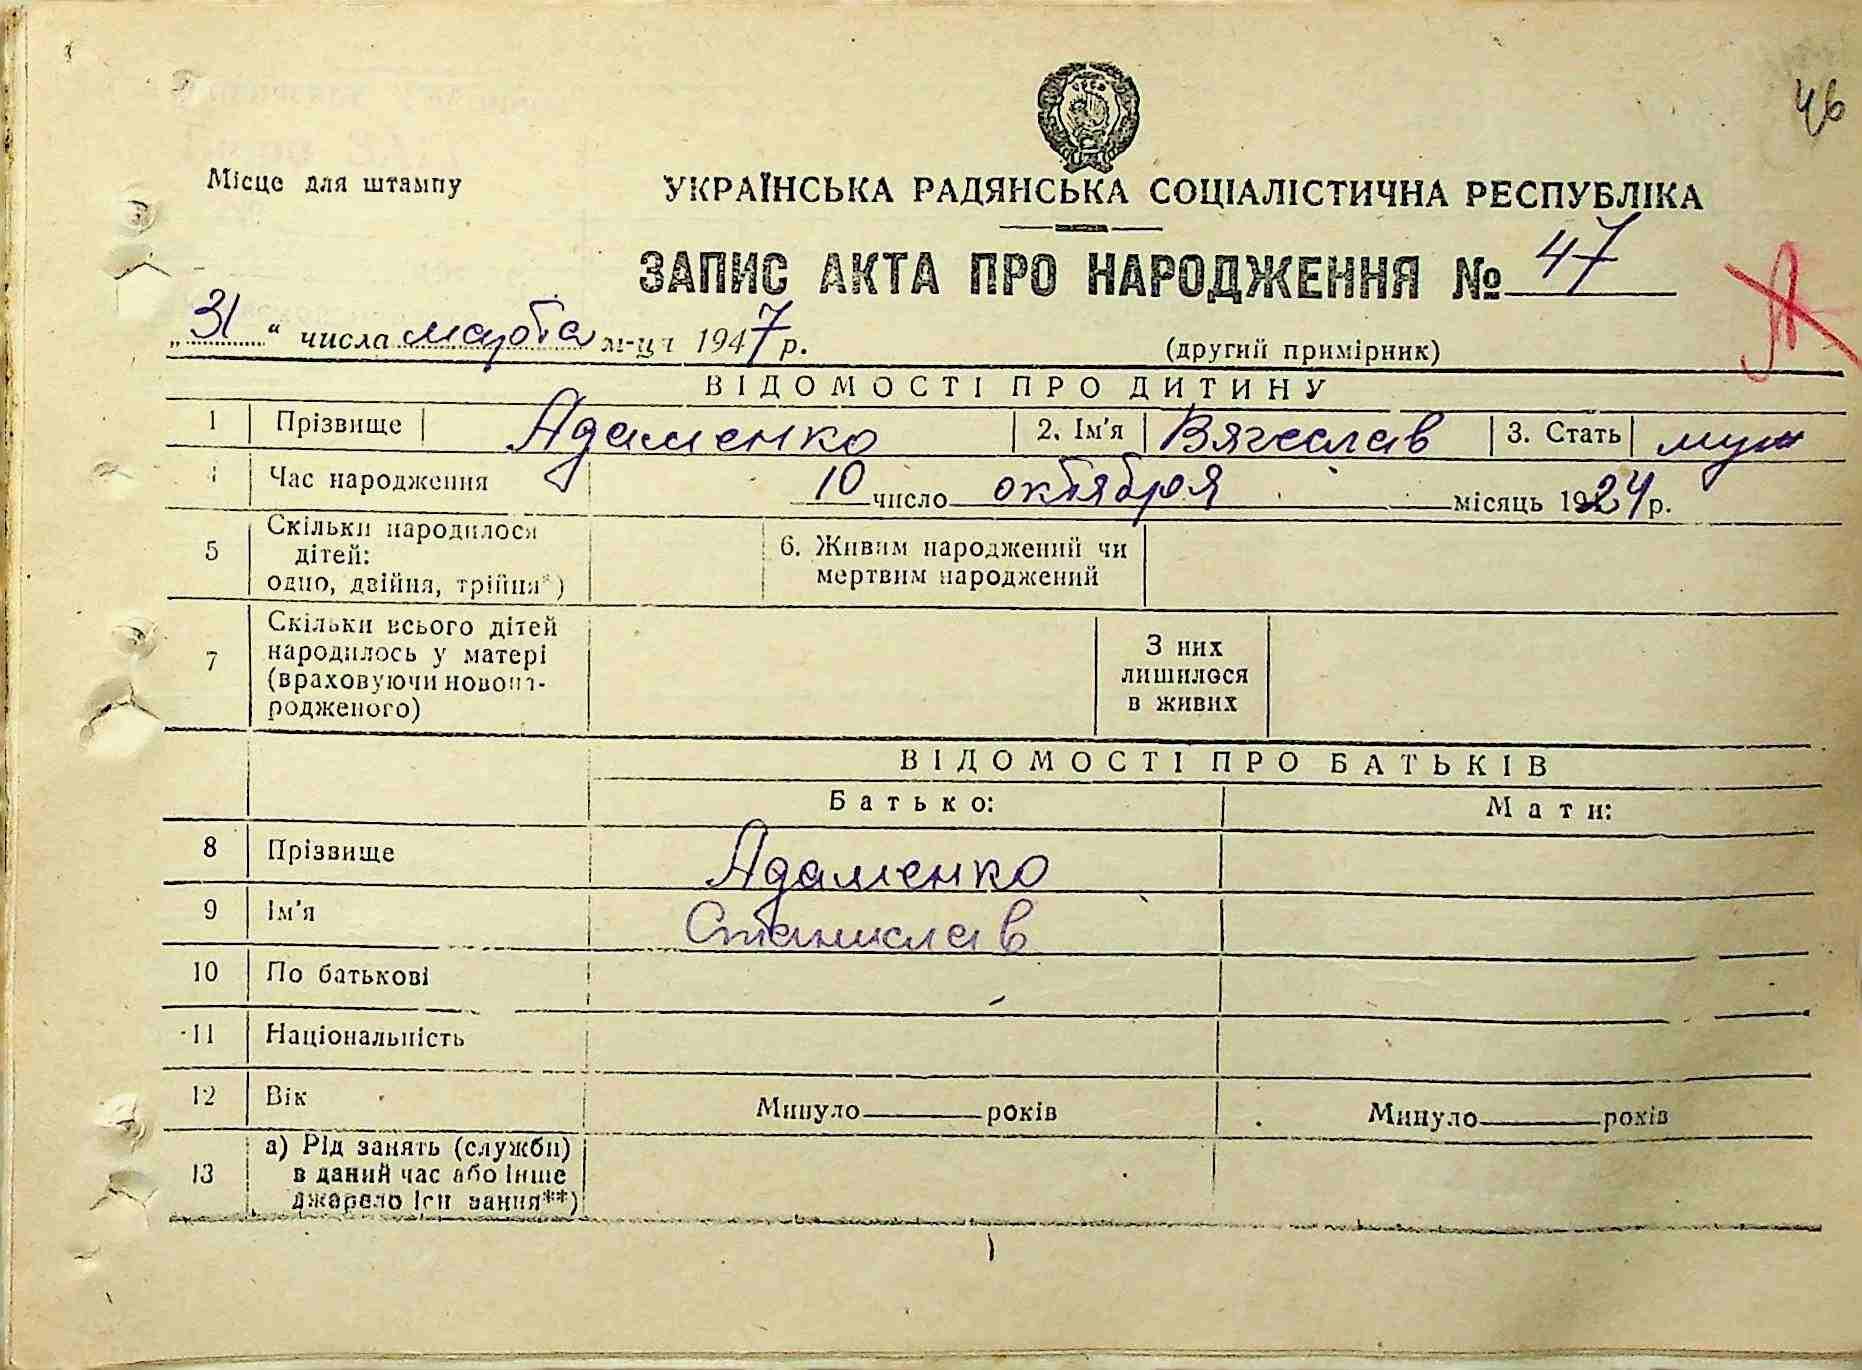 46
Місце для штампу
УКРАЇНСЬКА РАДЯНСЬКА СОЦІАЛІСТИЧНА РЕСПУБЛІКА
ЗАПИС АКТА ПРО НАРОДЖЕННЯ № 47
„31“ числа марта м-ця 1947 р.
(другий примірник)
ВІДОМОСТІ ПРО ДИТИНУ
1 Прізвище Адаменко 2. Ім'я Вячеслав 3. Стать муж
4 Час народження 10 число октября місяць 1924 р.
5 Скільки народилося
дітей:
одно, двійня, трійня*)
6. Живим народжений чи
мертвим народжений
7 Скільки всього дітей
народилось у матері
(враховуючи новона-
родженого)
З них
лишилося
в живих
ВІДОМОСТІ ПРО БАТЬКІВ
Батько: Мати:
8 Прізвище Адаменко
9 Ім'я Станислав
10 По батькові
11 Національність
12 Вік Минуло років Минуло років
13 а) Рід занять (служби)
в даний час або інше
джерело існування**)